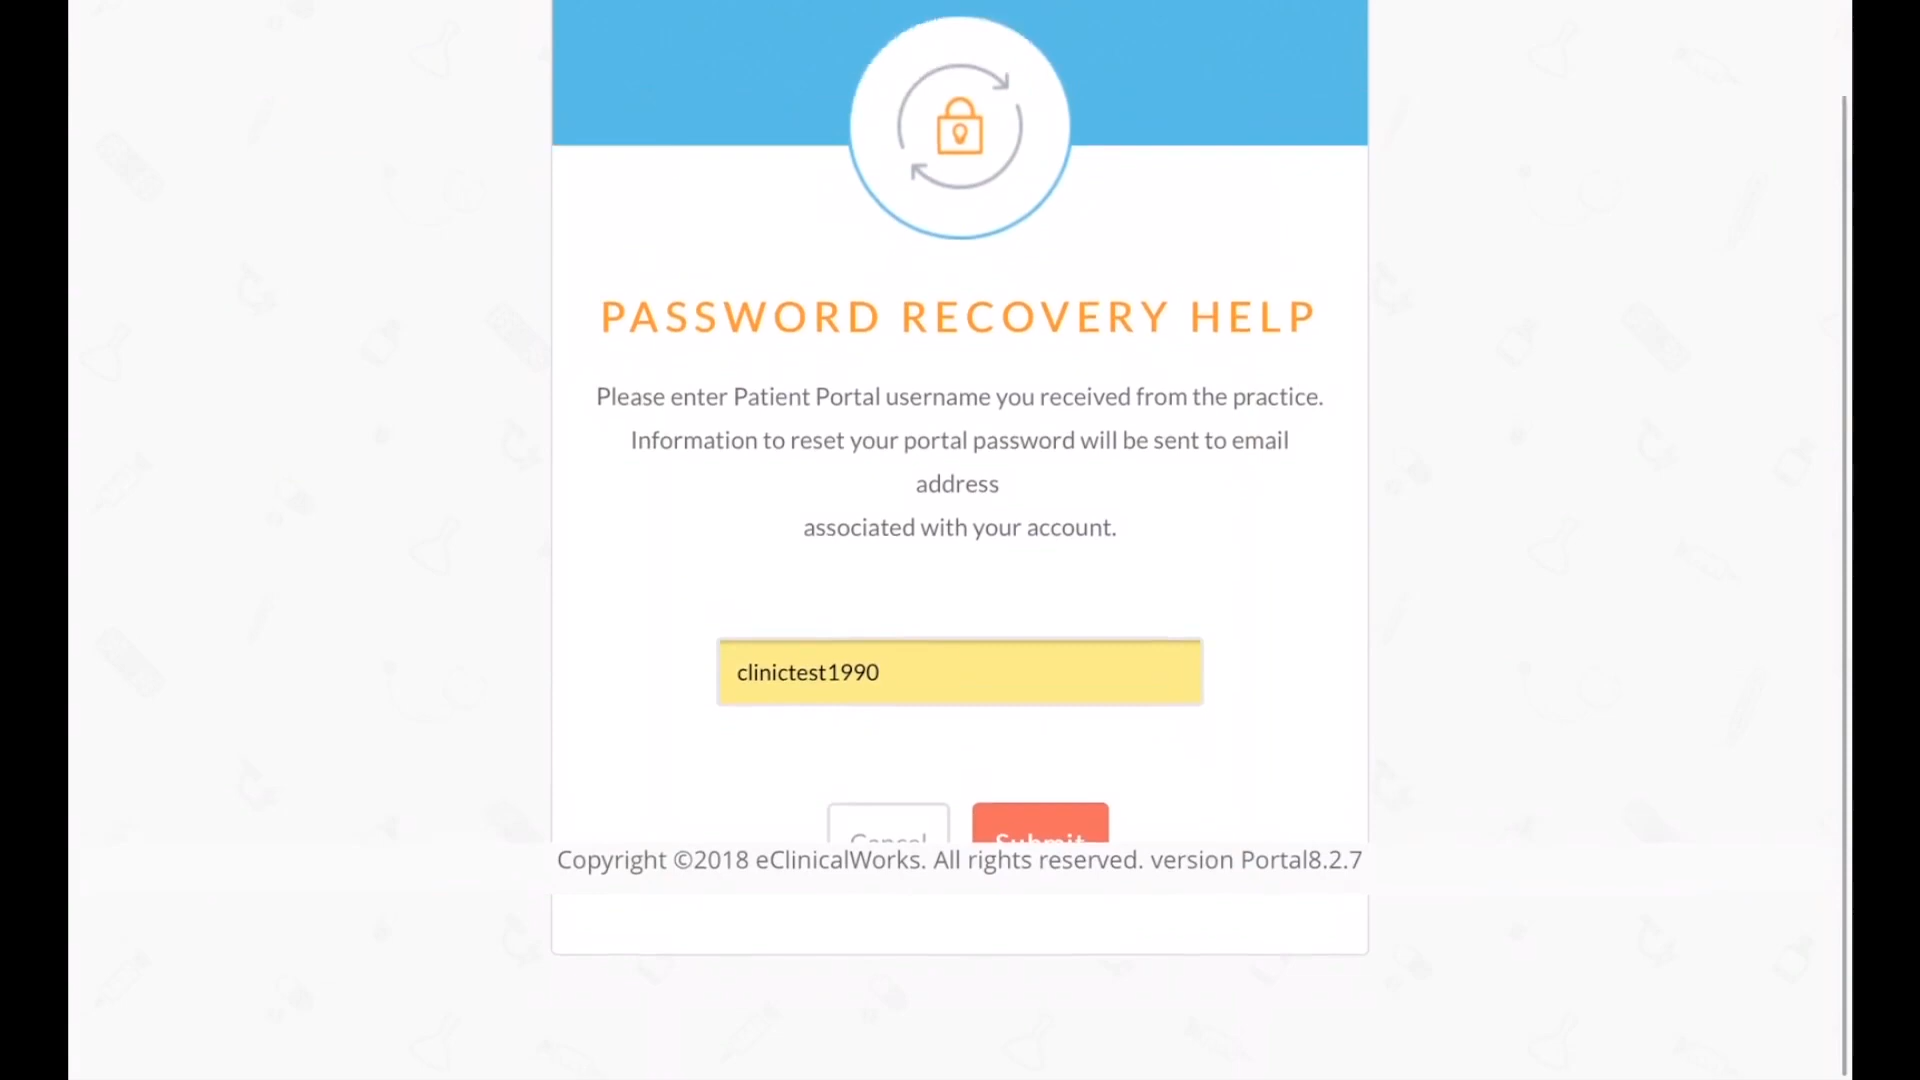 PASSWORD RECOVERY HELP
Please enter Patient Portal username you received from the practice.
Information to reset your portal password will be sent to email
address
associated with your account.
clinictest1990
Cancel Submit
Copyright ©2018 eClinicalWorks. All rights reserved. version Portal8.2.7